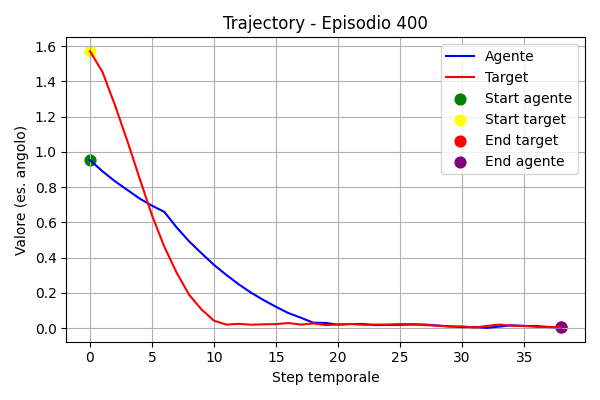 Trajectory - Episodio 400
Valore (es. angolo)
1.6
1.4
1.2
1.0
0.8
0.6
0.4
0.2
0.0
Agente
Target
Start agente
Start target
End target
End agente
0 5 10 15 20 25 30 35
Step temporale